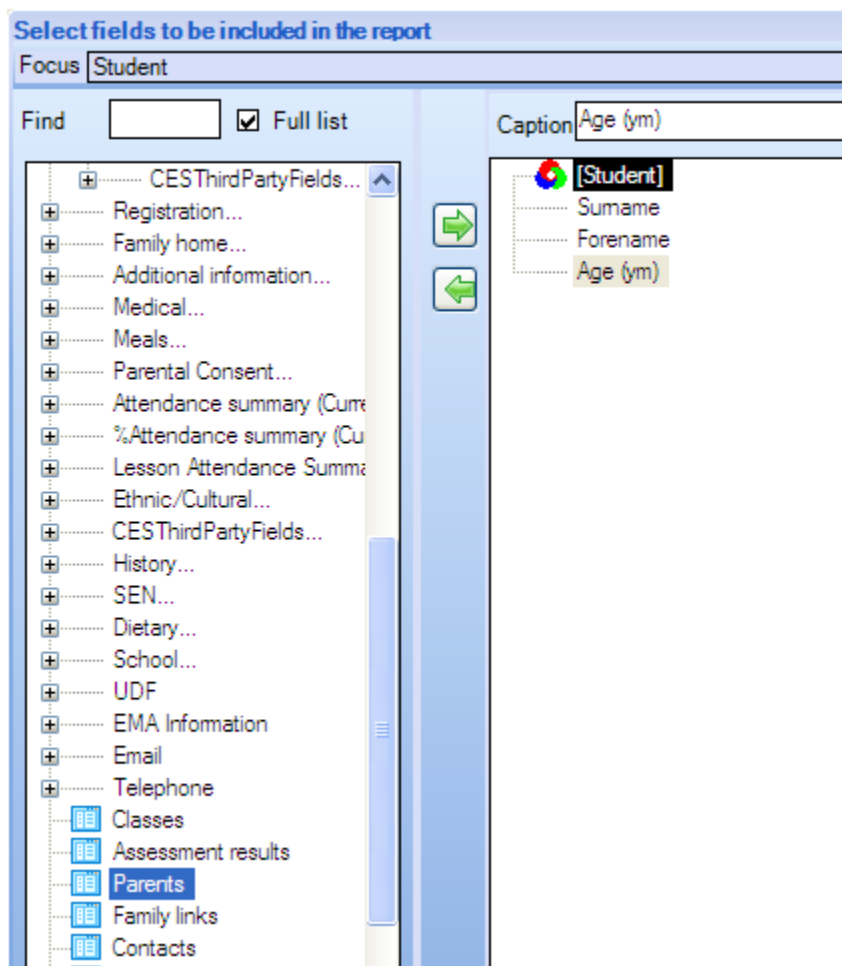 Select fields to be included in the report
Focus Student
Find Full list
Caption Age (ym)
CESThirdPartyFields...
Registration...
Family home...
Additional information...
Medical...
Meals...
Parental Consent...
Attendance summary (Curre
%Attendance summary (Cu
Lesson Attendance Summa
Ethnic/Cultural...
CESThirdPartyFields...
History...
SEN...
Dietary...
School...
UDF
EMA Information
Email
Telephone
Classes
Assessment results
Parents
Family links
Contacts
[Student]
Surname
Forename
Age (ym)